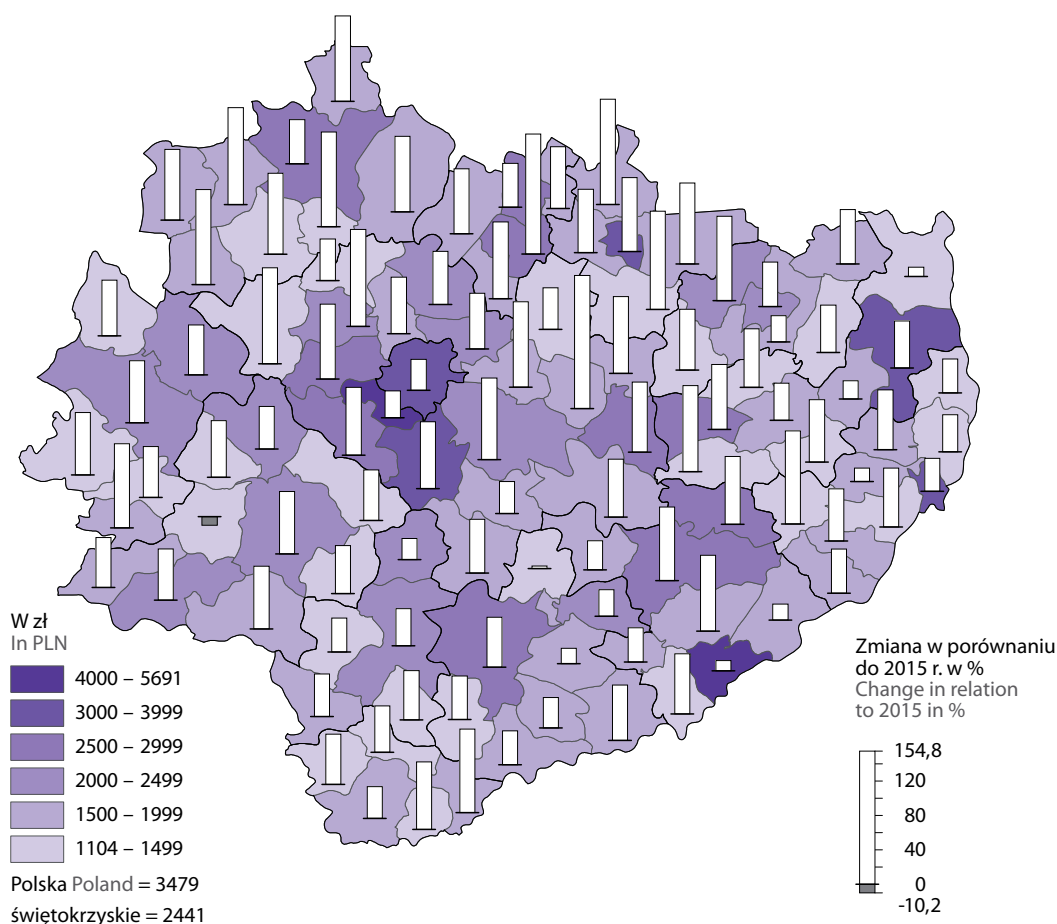 W zł
In PLN
4000 – 5691
3000 – 3999
2500 – 2999
2000 – 2499
1500 – 1999
1104 – 1499
Polska Poland = 3479
świętokrzyskie = 2441
Zmiana w porównaniu
do 2015 r. w %
Change in relation
to 2015 in %
154,8
120
80
40
0
-10,2